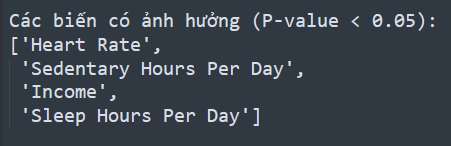 Các biến có ảnh hưởng (P-value < 0.05):
['Heart Rate',
'Sedentary Hours Per Day',
'Income',
'Sleep Hours Per Day']